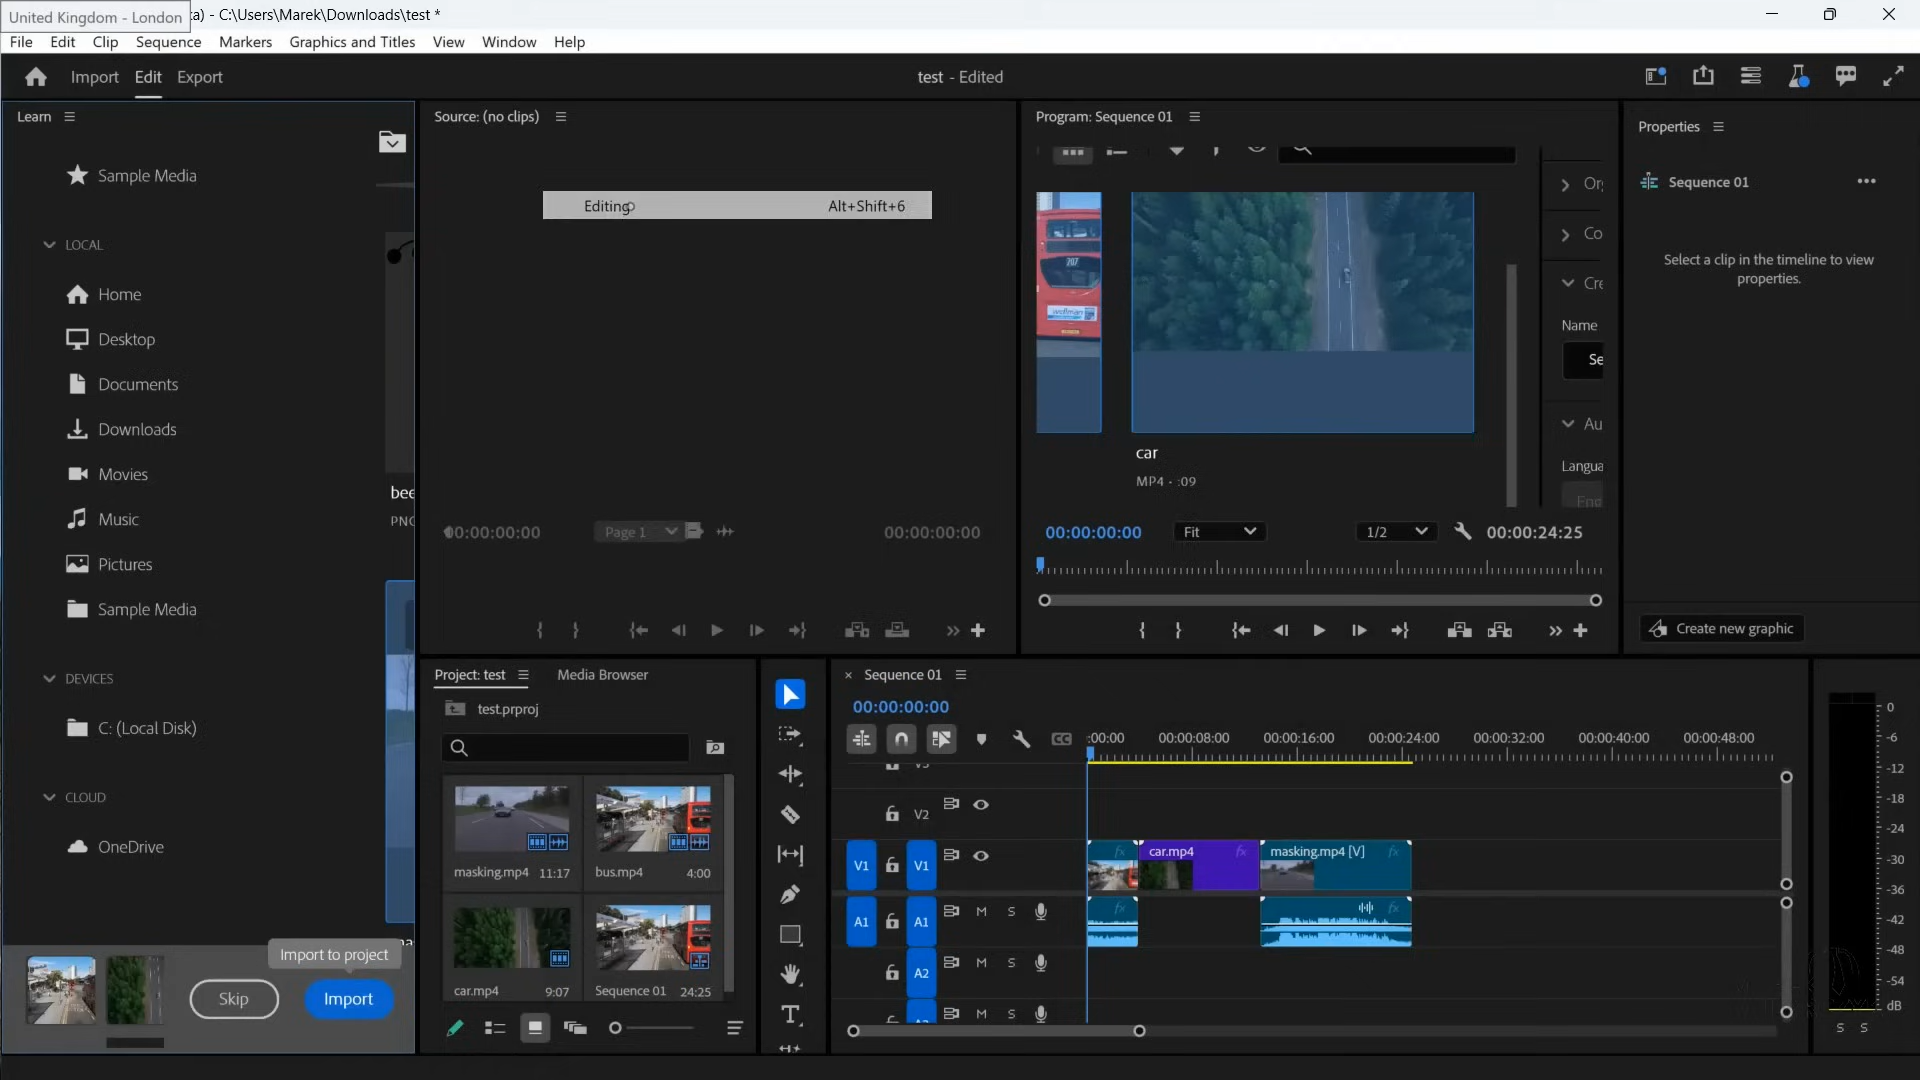 United Kingdom - London
a) - C:\Users\Marek\Downloads\test *
File Edit Clip Sequence Markers Graphics and Titles View Window Help
Import Edit Export
test - Edited
Learn
Sample Media
LOCAL
Home
Desktop
Documents
Downloads
Movies
Music
Pictures
Sample Media
DEVICES
C: (Local Disk)
CLOUD
OneDrive
bee
PNG
Import to project
Skip
Import
Source: (no clips)
Editing Alt+Shift+6
00:00:00:00 Page 1 00:00:00:00
Program: Sequence 01
707
car
MP4 - :09
Org
Co
Cre
Name
Se
Au
Langua
Eng
00:00:00:00 Fit 1/2 00:00:24:25
Properties
Sequence 01
Select a clip in the timeline to view
properties.
Create new graphic
Project: test Media Browser
test.prproj
masking.mp4 11:17
bus.mp4 4:00
car.mp4 9:07
Sequence 01 24:25
Sequence 01
00:00:00:00
CC
:00:00 00:00:08:00 00:00:16:00 00:00:24:00 00:00:32:00 00:00:40:00 00:00:48:00
V2
V1 V1
car.mp4 fx
masking.mp4 [V] fx
A1 A1 M S
A2 M S
M S
0
-6
-12
-18
-24
-30
-36
-42
-48
-54
dB
S S